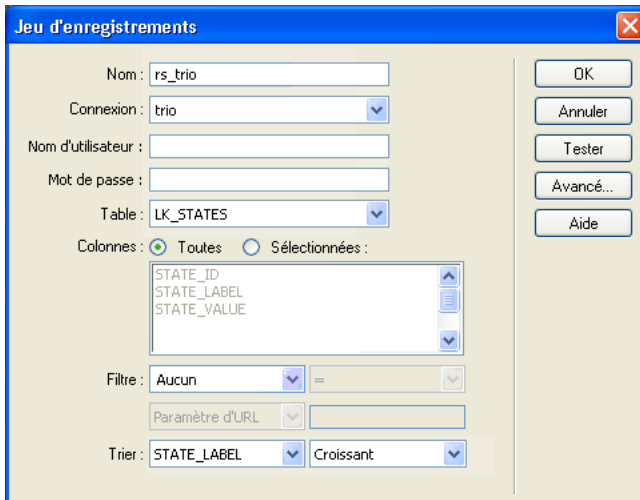 Jeu d'enregistrements
Nom : rs_trio
Connexion : trio
Nom d'utilisateur :
Mot de passe :
Table : LK_STATES
Colonnes : Toutes Sélectionnées :
STATE_ID
STATE_LABEL
STATE_VALUE
Filtre : Aucun =
Paramètre d'URL
Trier : STATE_LABEL Croissant
OK
Annuler
Tester
Avancé...
Aide